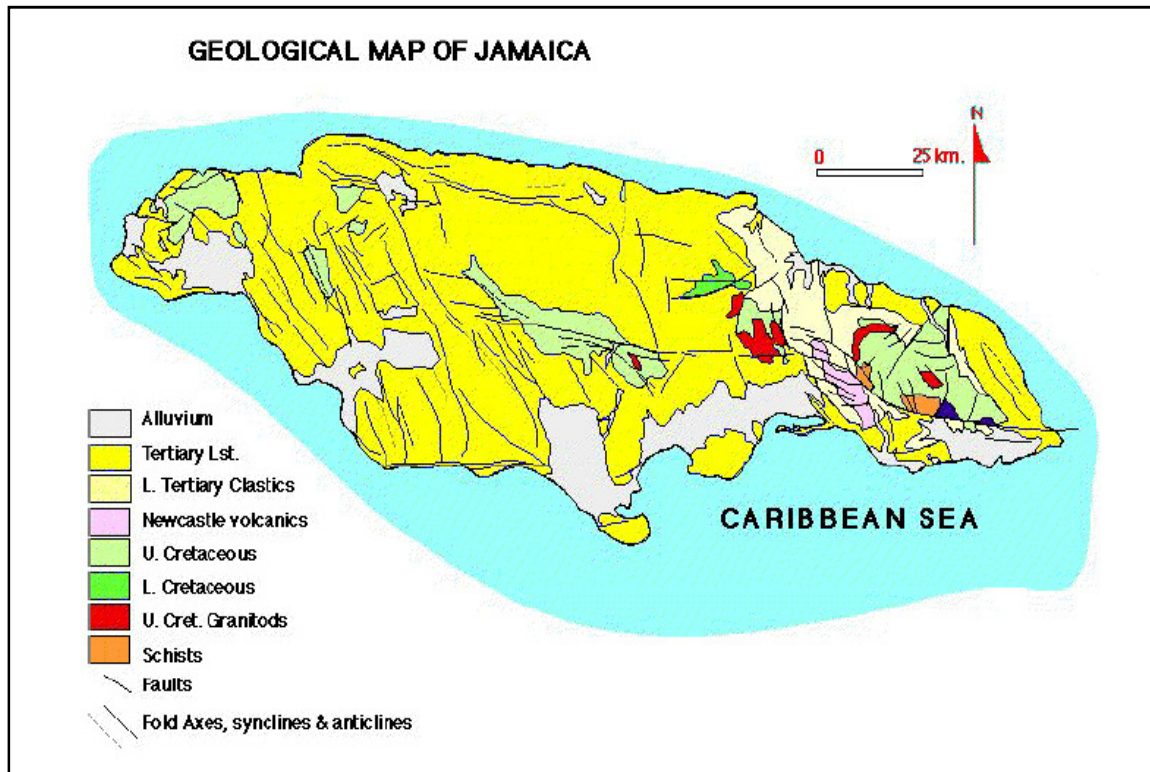 GEOLOGICAL MAP OF JAMAICA
N
0 25 km.
Alluvium
Tertiary Lst.
L. Tertiary Clastics
Newcastle volcanics
U. Cretaceous
L. Cretaceous
U. Cret. Granitods
Schists
Faults
Fold Axes, synclines & anticlines
CARIBBEAN SEA